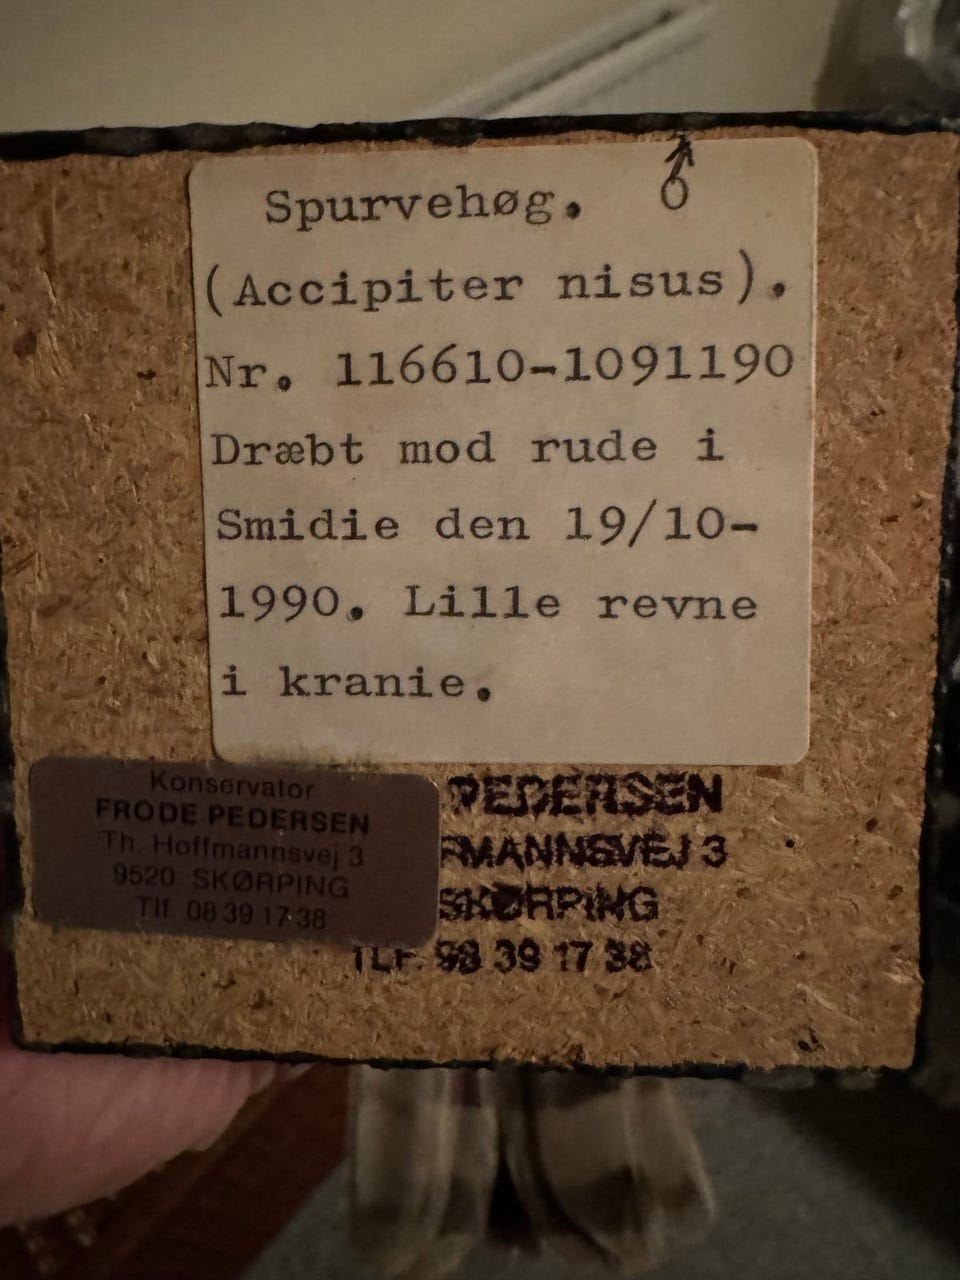 Spurvehøg. ♂
(Accipiter nisus).
Nr. 116610-1091190
Dræbt mod rude i
Smidie den 19/10-
1990. Lille revne
i kranie.
Konservator
FRODE PEDERSEN
Th. Hoffmannsvej 3
9520 SKØRPING
Tlf. 08 39 17 38
PEDERSEN
RMANNSVEJ 3
SKØRPING
TLF. 98 39 17 38